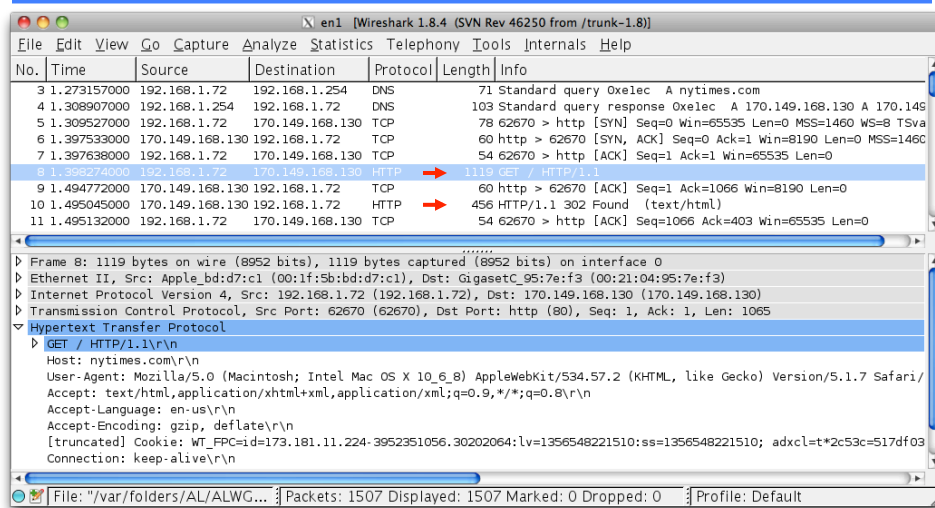 en1 [Wireshark 1.8.4 (SVN Rev 46250 from /trunk-1.8)]
File Edit View Go Capture Analyze Statistics Telephony Tools Internals Help
No. Time Source Destination Protocol Length Info
3 1.273157000 192.168.1.72 192.168.1.254 DNS 71 Standard query 0x1e1c A nytimes.com
4 1.308907000 192.168.1.254 192.168.1.72 DNS 103 Standard query response 0x1e1c A 170.149.168.130 A 170.149
5 1.309527000 192.168.1.72 170.149.168.130 TCP 78 62670 > http [SYN] Seq=0 Win=65535 Len=0 MSS=1460 WS=8 TSva
6 1.397533000 170.149.168.130 192.168.1.72 TCP 60 http > 62670 [SYN, ACK] Seq=0 Ack=1 Win=8190 Len=0 MSS=1460
7 1.397638000 192.168.1.72 170.149.168.130 TCP 54 62670 > http [ACK] Seq=1 Ack=1 Win=65535 Len=0
8 1.398274000 192.168.1.72 170.149.168.130 HTTP 1119 GET / HTTP/1.1
9 1.494772000 170.149.168.130 192.168.1.72 TCP 60 http > 62670 [ACK] Seq=1 Ack=1066 Win=8190 Len=0
10 1.495045000 170.149.168.130 192.168.1.72 HTTP 456 HTTP/1.1 302 Found (text/html)
11 1.495132000 192.168.1.72 170.149.168.130 TCP 54 62670 > http [ACK] Seq=1066 Ack=403 Win=65535 Len=0
Frame 8: 1119 bytes on wire (8952 bits), 1119 bytes captured (8952 bits) on interface 0
Ethernet II, Src: Apple_bd:d7:c1 (00:1f:5b:bd:d7:c1), Dst: GigasetC_95:7e:f3 (00:21:04:95:7e:f3)
Internet Protocol Version 4, Src: 192.168.1.72 (192.168.1.72), Dst: 170.149.168.130 (170.149.168.130)
Transmission Control Protocol, Src Port: 62670 (62670), Dst Port: http (80), Seq: 1, Ack: 1, Len: 1065
Hypertext Transfer Protocol
GET / HTTP/1.1\r\n
Host: nytimes.com\r\n
User-Agent: Mozilla/5.0 (Macintosh; Intel Mac OS X 10_6_8) AppleWebKit/534.57.2 (KHTML, like Gecko) Version/5.1.7 Safari/
Accept: text/html,application/xhtml+xml,application/xml;q=0.9,*/*;q=0.8\r\n
Accept-Language: en-us\r\n
Accept-Encoding: gzip, deflate\r\n
[truncated] Cookie: WT_FPC=id=173.181.11.224-3952351056.30202064:lv=1356548221510:ss=1356548221510; adxcl=t*2c53c=517df03
Connection: keep-alive\r\n
File: "/var/folders/AL/ALWG... Packets: 1507 Displayed: 1507 Marked: 0 Dropped: 0 Profile: Default